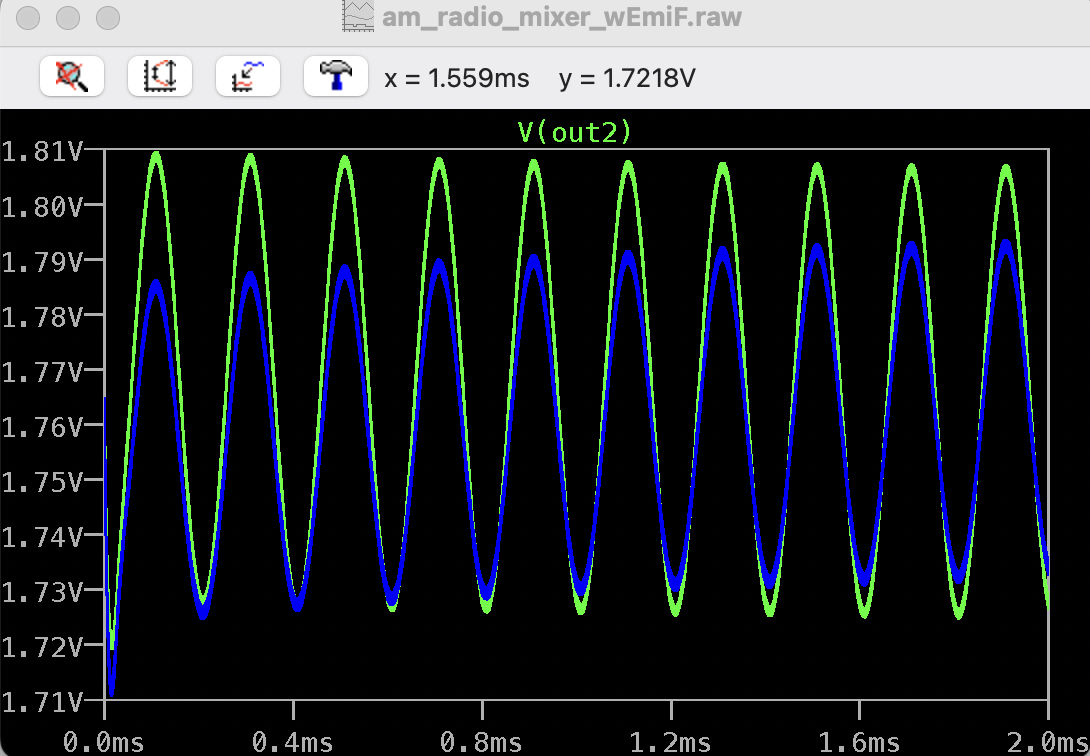 am_radio_mixer_wEmiF.raw
x = 1.559ms y = 1.7218V
V(out2)
1.81V
1.80V
1.79V
1.78V
1.77V
1.76V
1.75V
1.74V
1.73V
1.72V
1.71V
0.0ms 0.4ms 0.8ms 1.2ms 1.6ms 2.0ms